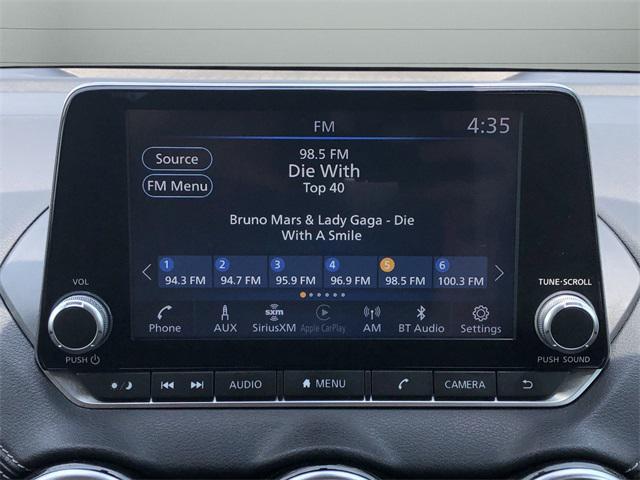 FM
4:35
Source
FM Menu
98.5 FM
Die With
Top 40
Bruno Mars & Lady Gaga - Die
With A Smile
1 2 3 4 5 6
94.3 FM 94.7 FM 95.9 FM 96.9 FM 98.5 FM 100.3 FM
sxm
Phone AUX SiriusXM Apple CarPlay AM BT Audio Settings
VOL
PUSH
TUNE·SCROLL
PUSH SOUND
AUDIO MENU CAMERA